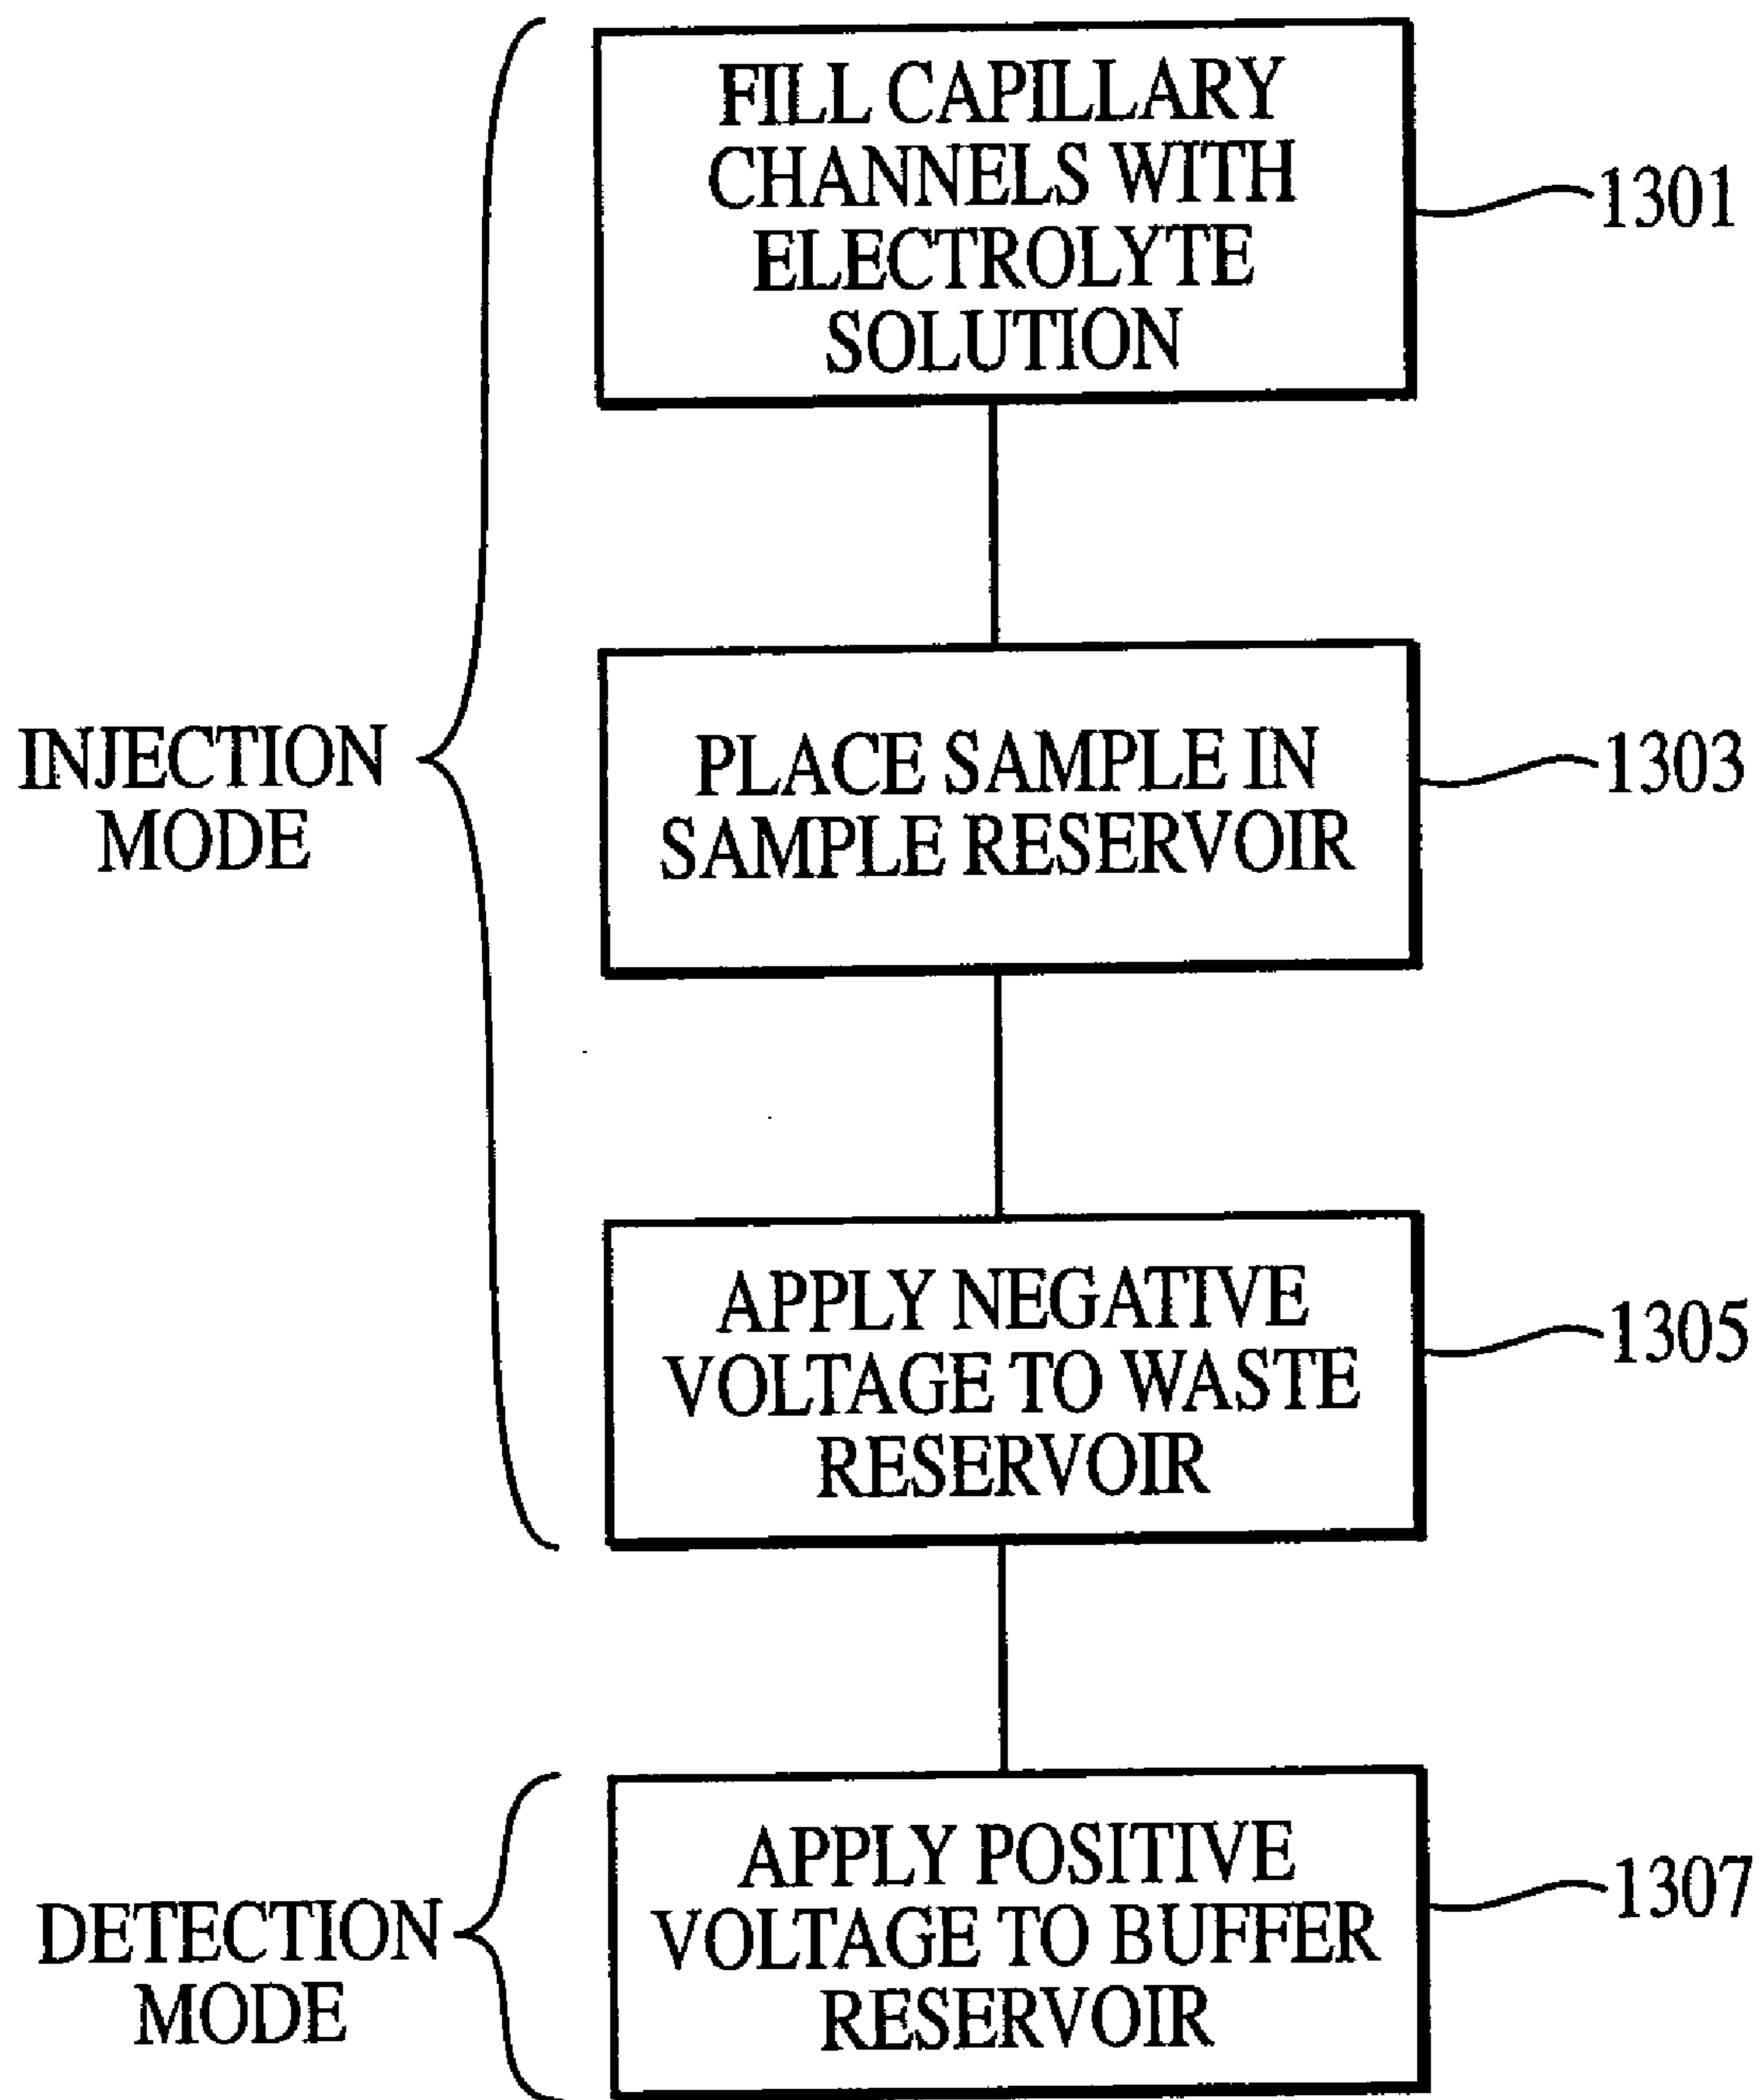 FILL CAPILLARY
CHANNELS WITH
ELECTROLYTE
SOLUTION
1301
INJECTION
MODE
PLACE SAMPLE IN
SAMPLE RESERVOIR
1303
APPLY NEGATIVE
VOLTAGE TO WASTE
RESERVOIR
1305
DETECTION
MODE
APPLY POSITIVE
VOLTAGE TO BUFFER
RESERVOIR
1307